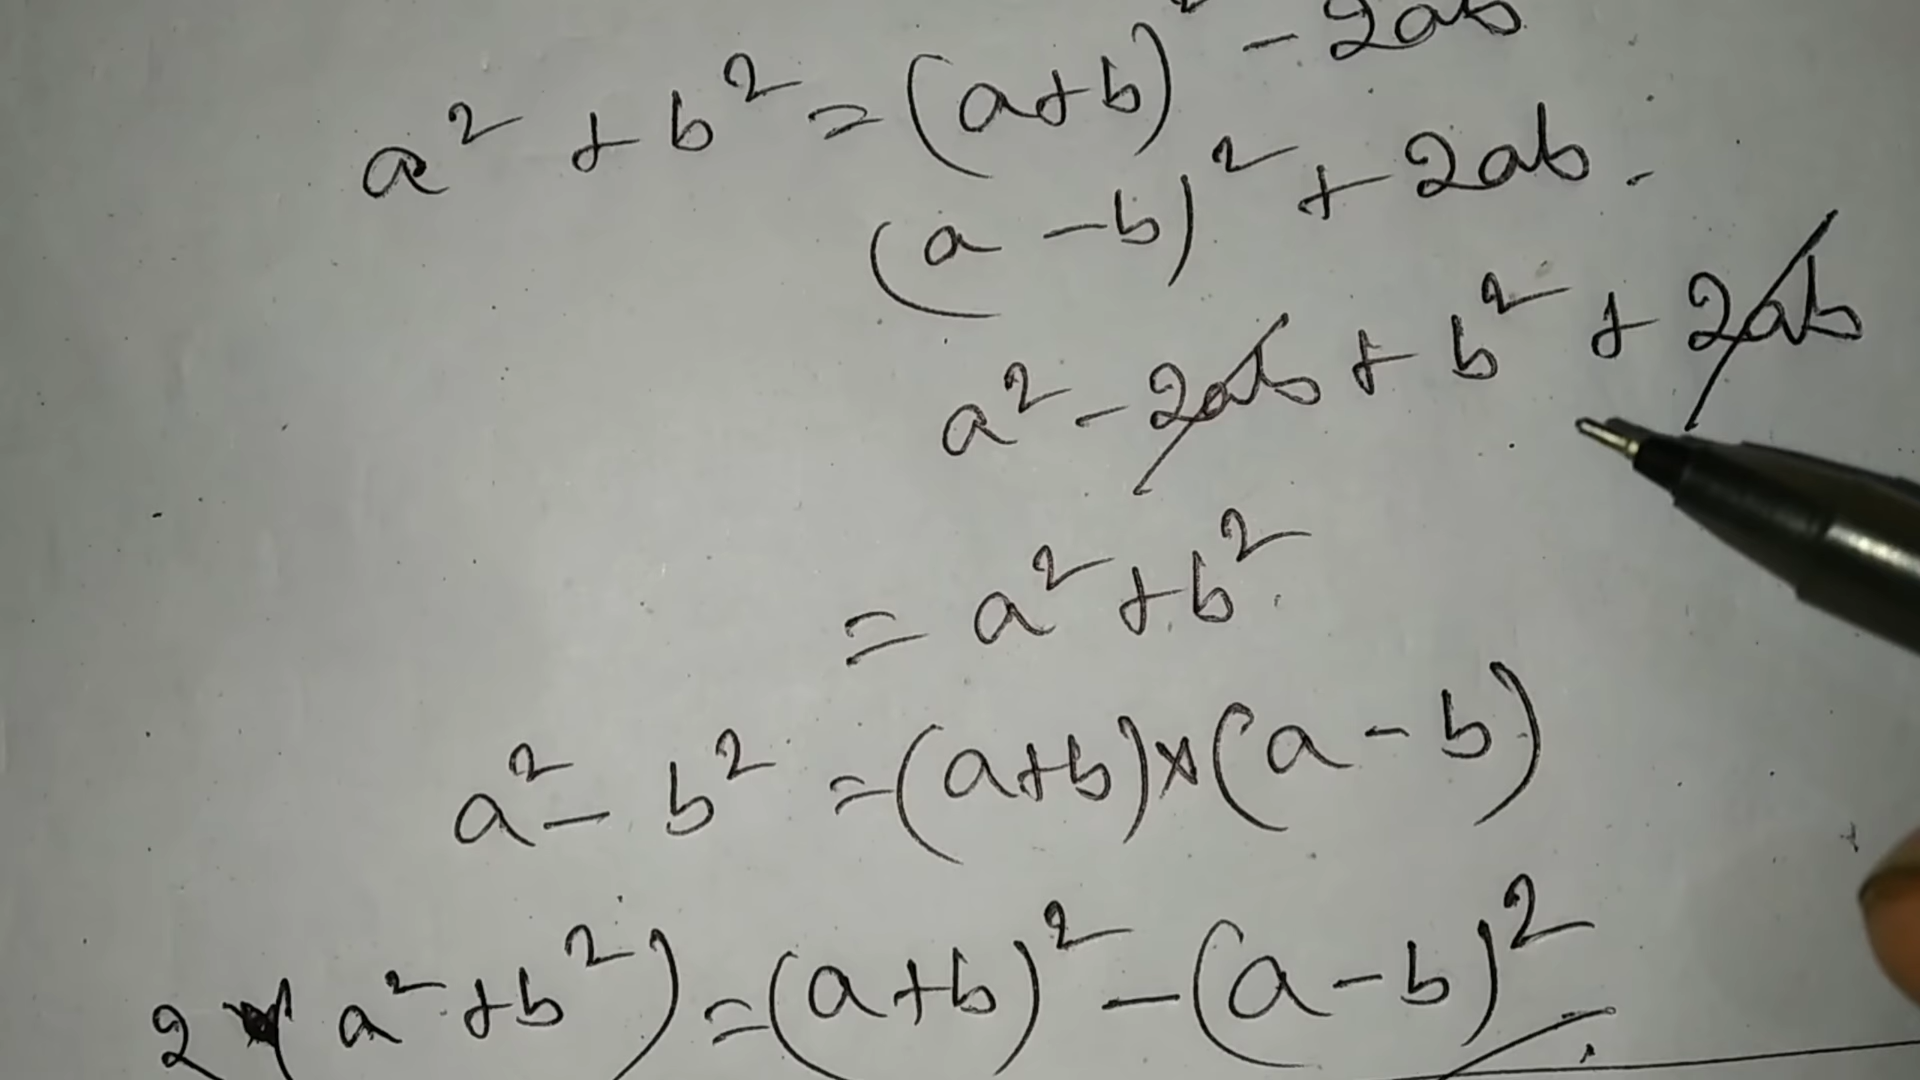 a² + b² = (a+b)² - 2ab
(a - b)² + 2ab.
a² - 2ab + b² + 2ab
= a² + b²
a² - b² = (a+b)×(a - b)
2 (a² + b²) = (a+b)² - (a - b)²